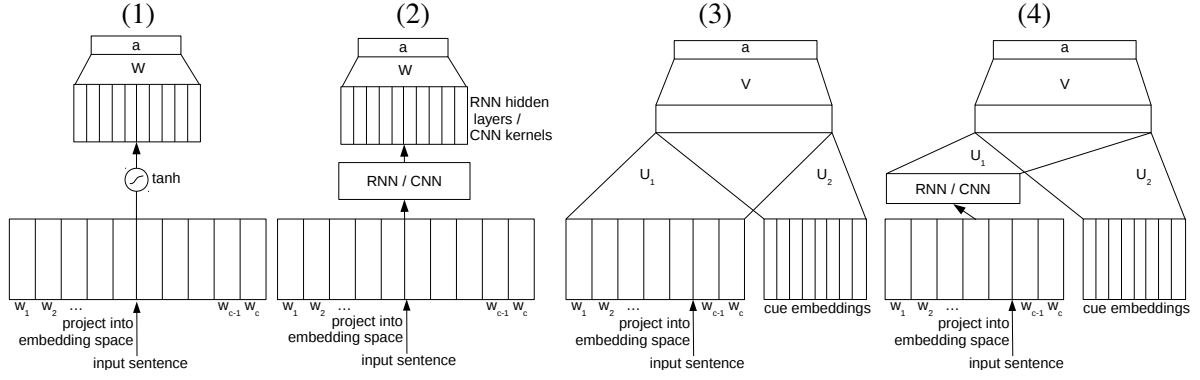 (1)
a
W
tanh
w1 w2 ... wc-1 wc
project into
embedding space
input sentence
(2)
a
W
RNN hidden
layers /
CNN kernels
RNN / CNN
w1 w2 ... wc-1 wc
project into
embedding space
input sentence
(3)
a
V
U1
U2
w1 w2 ... wc-1 wc
cue embeddings
project into
embedding space
input sentence
(4)
a
V
U1
U2
RNN / CNN
w1 w2 ... wc-1 wc
cue embeddings
project into
embedding space
input sentence